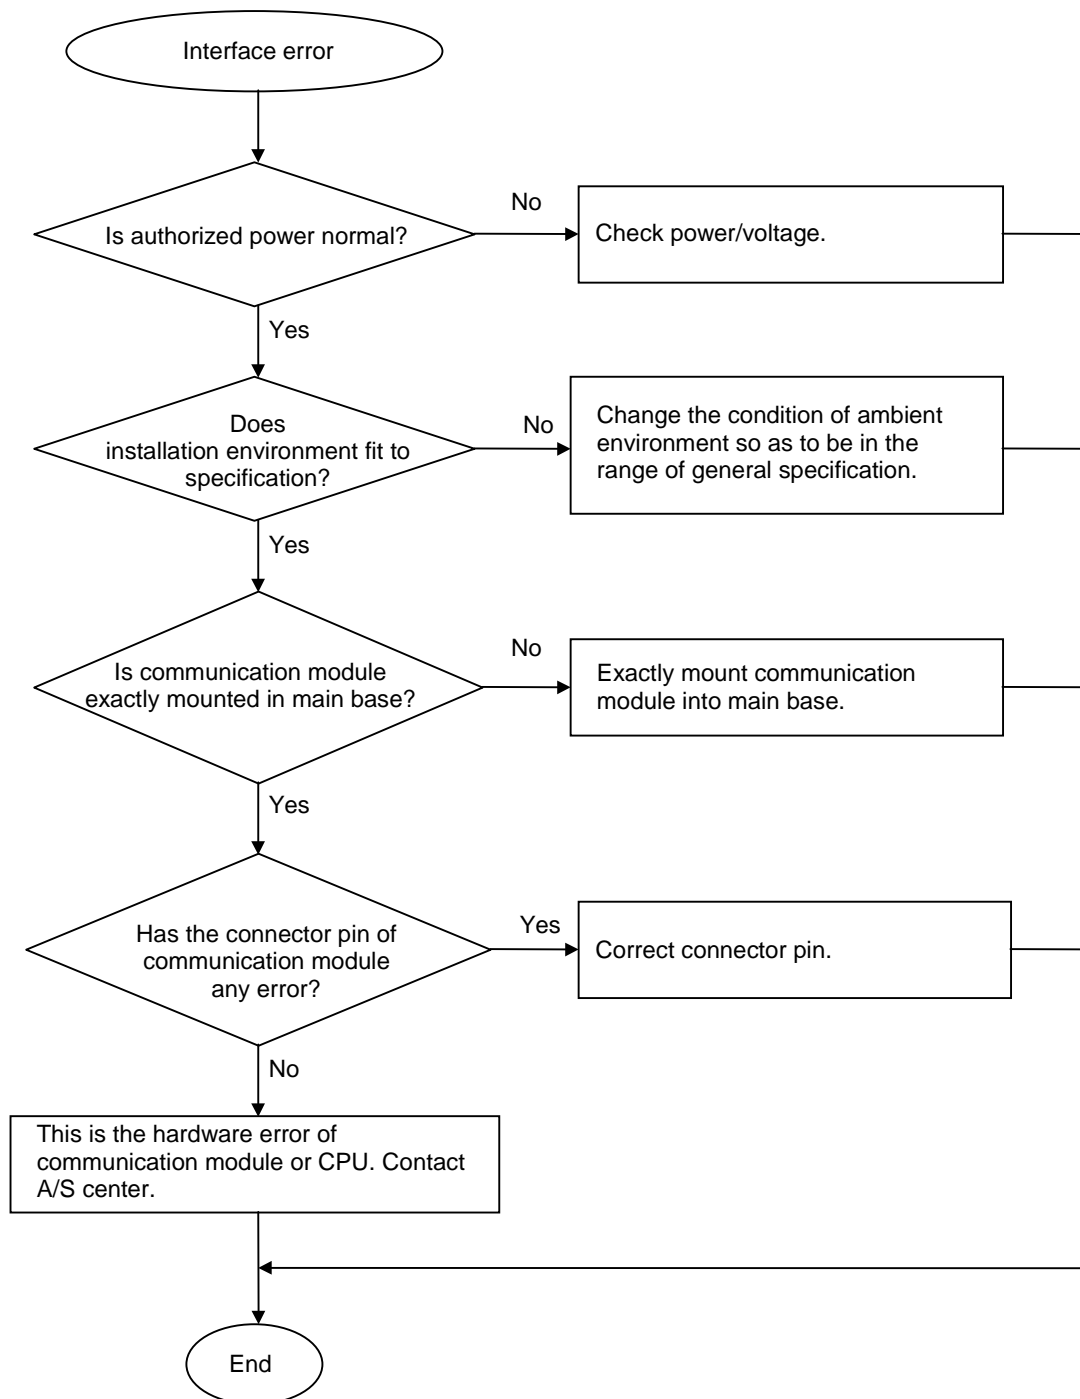 Interface error
Is authorized power normal?
No
Check power/voltage.
Yes
Does
installation environment fit to
specification?
No
Change the condition of ambient
environment so as to be in the
range of general specification.
Yes
Is communication module
exactly mounted in main base?
No
Exactly mount communication
module into main base.
Yes
Has the connector pin of
communication module
any error?
Yes
Correct connector pin.
No
This is the hardware error of
communication module or CPU. Contact
A/S center.
End